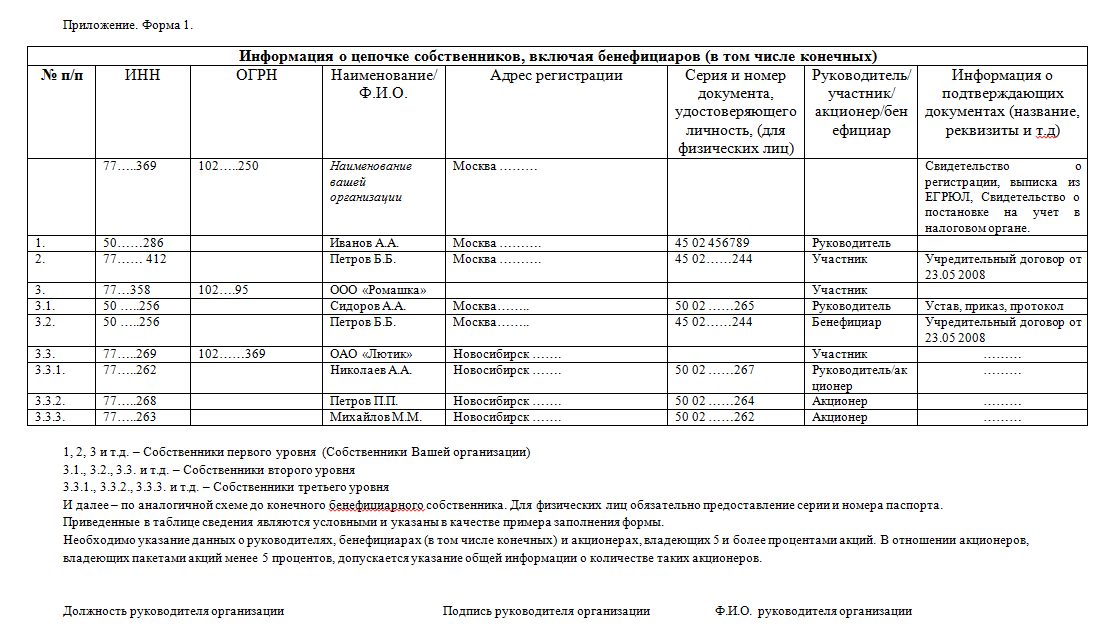 Приложение. Форма 1.
Информация о цепочке собственников, включая бенефициаров (в том числе конечных)
№ п/п ИНН ОГРН Наименование/ Ф.И.О. Адрес регистрации Серия и номер документа, удостоверяющего личность, (для физических лиц) Руководитель/ участник/ акционер/бен ефициар Информация о подтверждающих документах (название, реквизиты и т.д)
77…..369 102…..250 Наименование вашей организации Москва ……… Свидетельство о регистрации, выписка из ЕГРЮЛ, Свидетельство о постановке на учет в налоговом органе.
1. 50……286 Иванов А.А. Москва ………. 45 02 456789 Руководитель
2. 77…… 412 Петров Б.Б. Москва ………. 45 02……244 Участник Учредительный договор от 23.05 2008
3. 77…358 102….95 ООО «Ромашка» Участник
3.1. 50 …..256 Сидоров А.А. Москва…….. 50 02 ……265 Руководитель Устав, приказ, протокол
3.2. 50 …..256 Петров Б.Б. Москва…….. 45 02……244 Бенефициар Учредительный договор от 23.05 2008
3.3. 77…..269 102……369 ОАО «Лютик» Новосибирск ……. Участник ………
3.3.1. 77…..262 Николаев А.А. Новосибирск ……. 50 02 ……267 Руководитель/ак ционер ………
3.3.2. 77…..268 Петров П.П. Новосибирск ……. 50 02 ……264 Акционер ………
3.3.3. 77…..263 Михайлов М.М. Новосибирск ……. 50 02 ……262 Акционер ………
1, 2, 3 и т.д. – Собственники первого уровня (Собственники Вашей организации)
3.1., 3.2., 3.3. и т.д. – Собственники второго уровня
3.3.1., 3.3.2., 3.3.3. и т.д. – Собственники третьего уровня
И далее – по аналогичной схеме до конечного бенефициарного собственника. Для физических лиц обязательно предоставление серии и номера паспорта.
Приведенные в таблице сведения являются условными и указаны в качестве примера заполнения формы.
Необходимо указание данных о руководителях, бенефициарах (в том числе конечных) и акционерах, владеющих 5 и более процентами акций. В отношении акционеров,
владеющих пакетами акций менее 5 процентов, допускается указание общей информации о количестве таких акционеров.
Должность руководителя организации Подпись руководителя организации Ф.И.О. руководителя организации